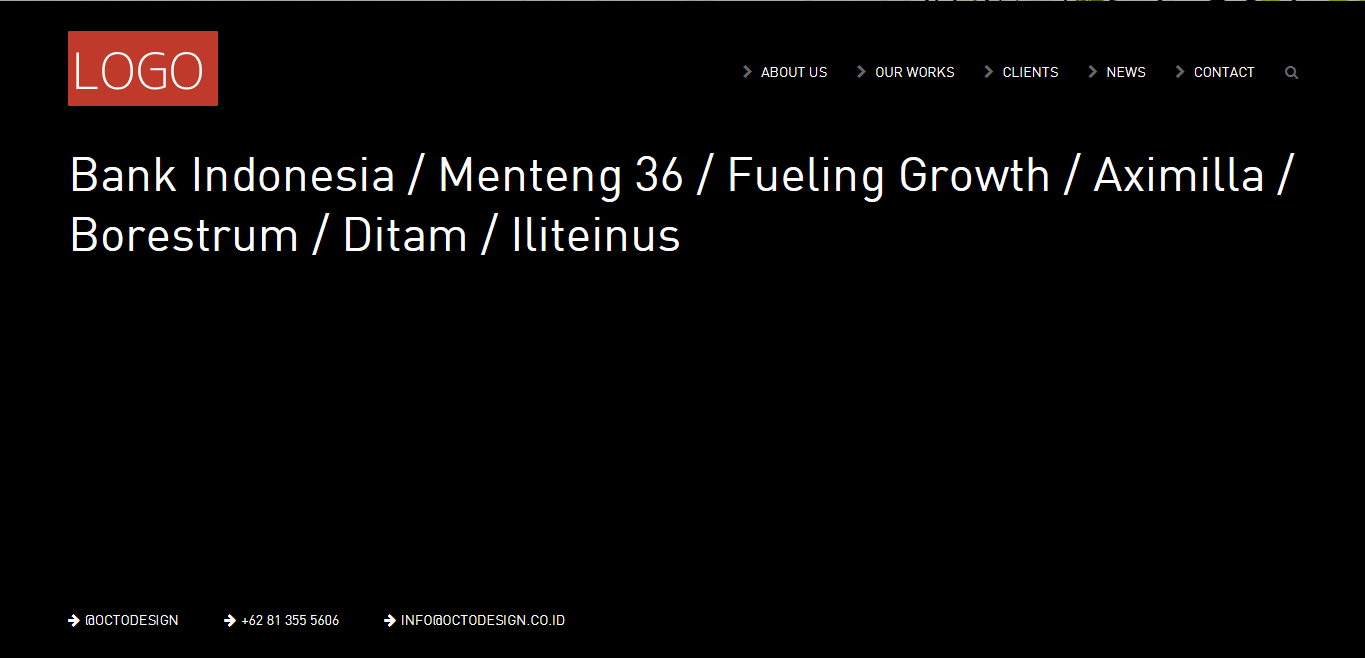 LOGO
ABOUT US OUR WORKS CLIENTS NEWS CONTACT
Bank Indonesia / Menteng 36 / Fueling Growth / Aximilla /
Borestrum / Ditam / Iliteinus
@OCTODESIGN +62 81 355 5606 INFO@OCTODESIGN.CO.ID